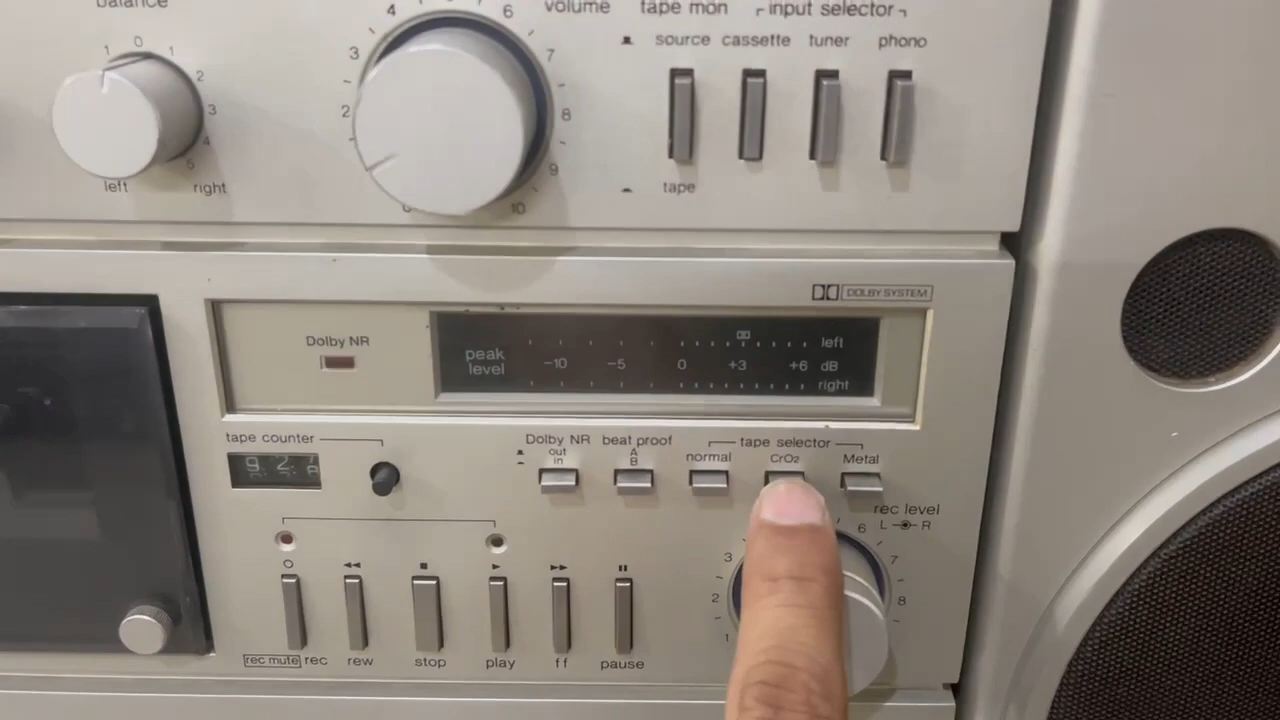 balance
volume
tape mon
input selector
source cassette tuner phono
tape
4 6
3 7
2 8
9
10
1 0 1
2
3
4
5
left right
DOLBY SYSTEM
Dolby NR
peak level
-10 -5 0 +3 +6 dB
left
right
tape counter
9 2
Dolby NR
out
in
beat proof
A
B
tape selector
normal CrO2 Metal
rec level
L R
6
3 7
2 8
1
rec mute rec rew stop play ff pause